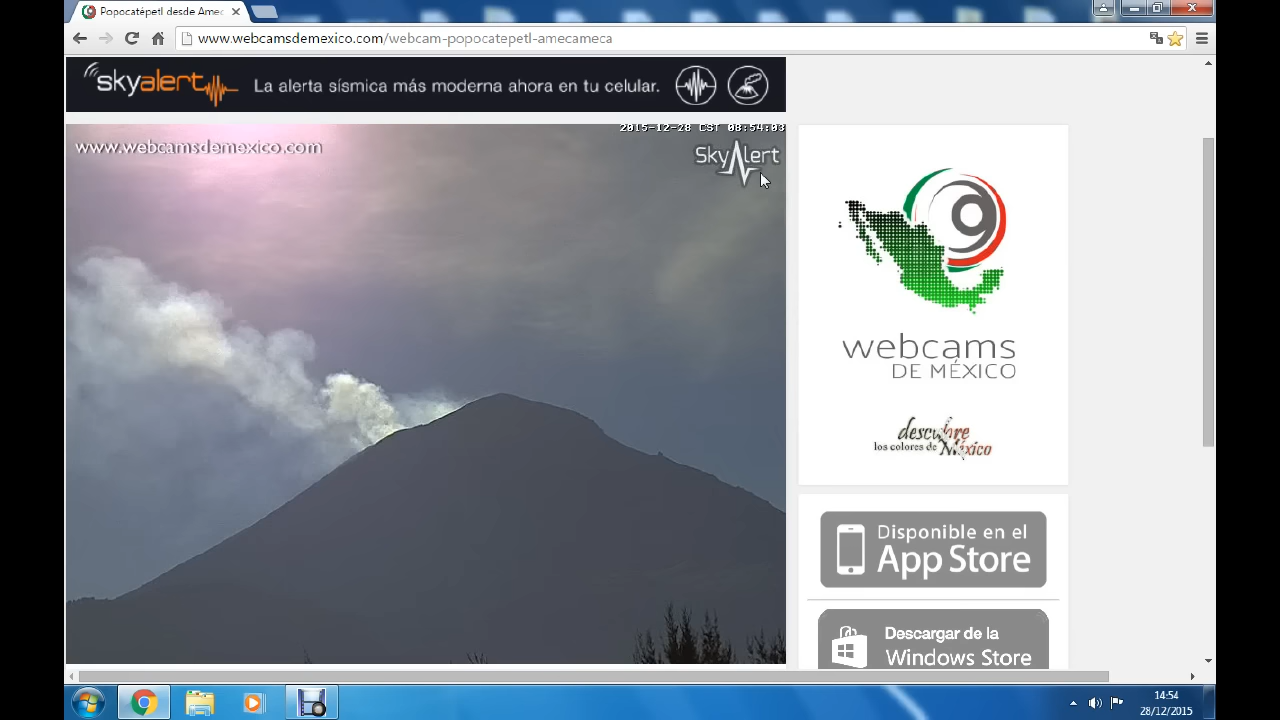 Popocatépetl desde Amec
www.webcamsdemexico.com/webcam-popocatepetl-amecameca
skyalert La alerta sísmica más moderna ahora en tu celular.
2015-12-28 CST 08:54:03
www.webcamsdemexico.com
SkyAlert
webcams
DE MÉXICO
descubre
los colores de México
Disponible en el
App Store
Descargar de la
Windows Store
14:54
28/12/2015